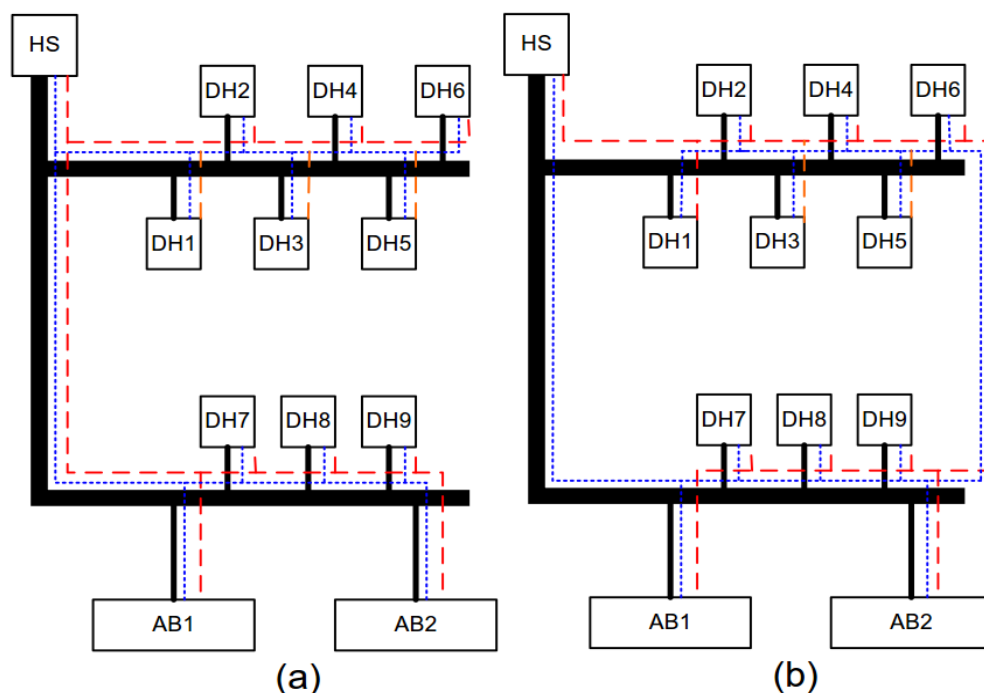 HS
DH2 DH4 DH6
DH1 DH3 DH5
DH7 DH8 DH9
AB1 AB2
(a)
HS
DH2 DH4 DH6
DH1 DH3 DH5
DH7 DH8 DH9
AB1 AB2
(b)